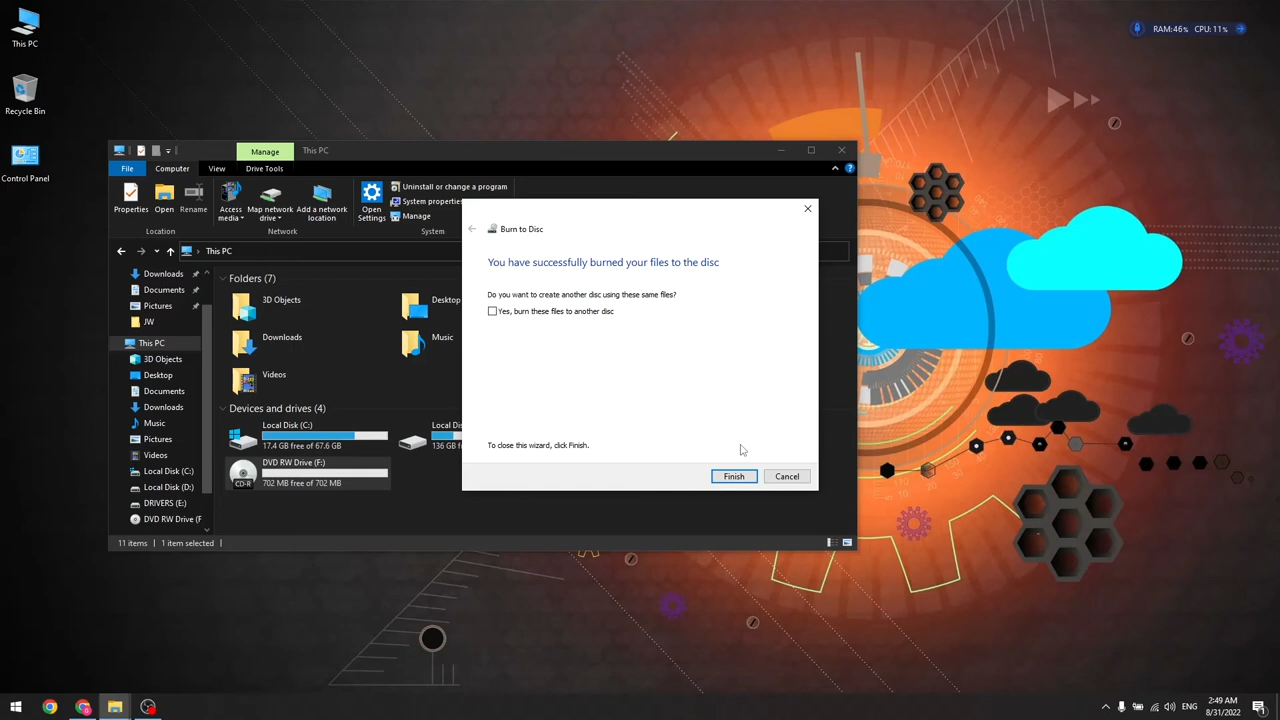 This PC
Recycle Bin
Control Panel
RAM:46% CPU:11%
Manage
This PC
File
Computer
View
Drive Tools
Properties
Open
Rename
Access media
Map network drive
Add a network location
Open Settings
Uninstall or change a program
System properties
Manage
Location
Network
System
This PC
Downloads
Documents
Pictures
JW
This PC
3D Objects
Desktop
Documents
Downloads
Music
Pictures
Videos
Local Disk (C:)
Local Disk (D:)
DRIVERS (E:)
DVD RW Drive (F
Folders (7)
3D Objects
Desktop
Downloads
Music
Videos
Devices and drives (4)
Local Disk (C:)
17.4 GB free of 67.6 GB
Local Dis
136 GB fr
DVD RW Drive (F:)
702 MB free of 702 MB
CD-R
11 items
1 item selected
Burn to Disc
You have successfully burned your files to the disc
Do you want to create another disc using these same files?
Yes, burn these files to another disc
To close this wizard, click Finish.
Finish
Cancel
ENG
2:49 AM
8/31/2022
1